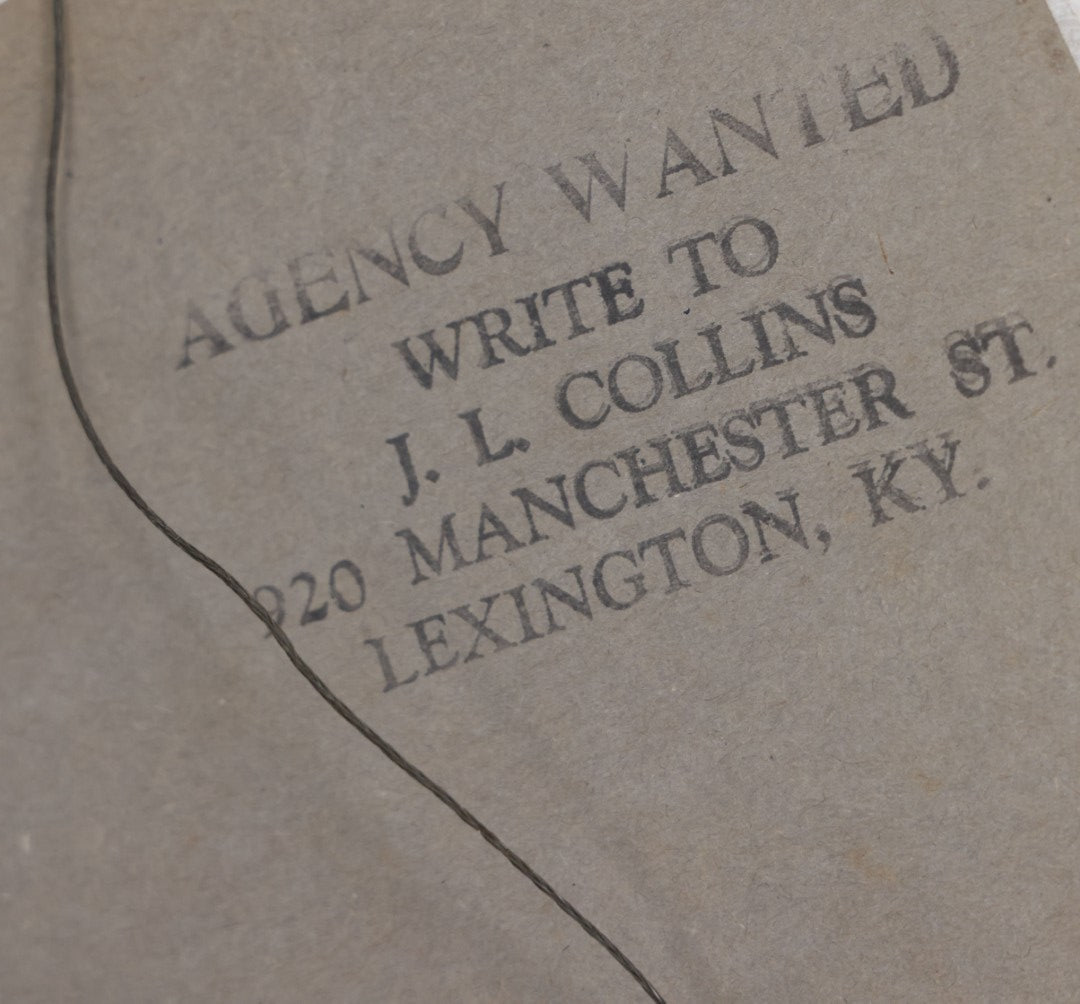 AGENCY WANTED
WRITE TO
J. L. COLLINS
920 MANCHESTER ST.
LEXINGTON, KY.